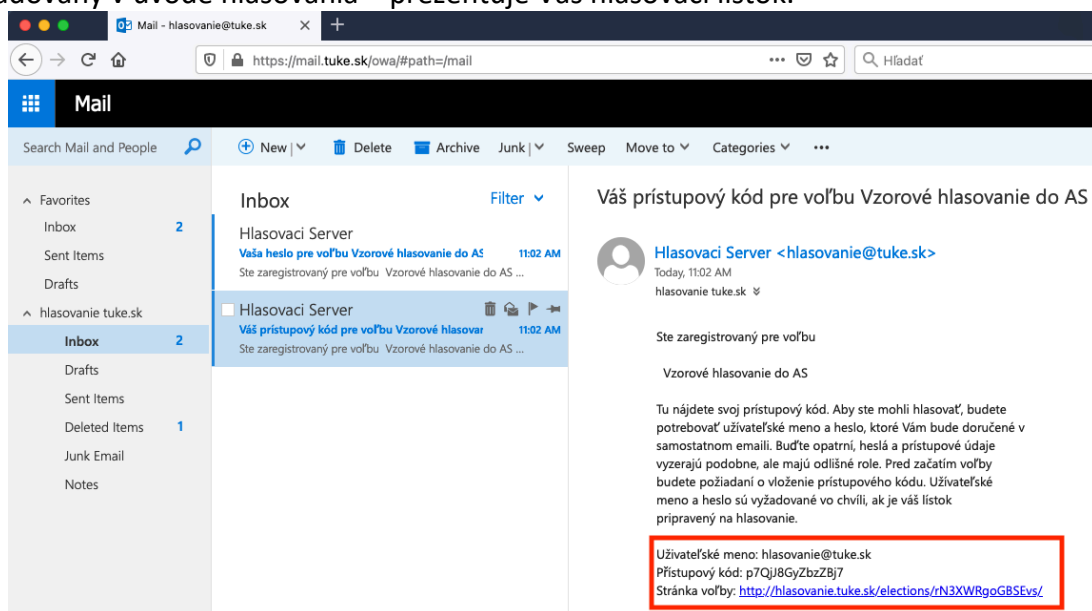 adovaný v úvode hlasovania – prezentuje Váš hlasovací lístok.
Mail - hlasovanie@tuke.sk
https://mail.tuke.sk/owa/#path=/mail
Hľadať
Mail
Search Mail and People
New
Delete
Archive
Junk
Sweep
Move to
Categories
Favorites
Inbox 2
Sent Items
Drafts
hlasovanie tuke.sk
Inbox 2
Drafts
Sent Items
Deleted Items 1
Junk Email
Notes
Inbox
Filter
Hlasovaci Server
Vaša heslo pre voľbu Vzorové hlasovanie do AS 11:02 AM
Ste zaregistrovaný pre voľbu Vzorové hlasovanie do AS ...
Hlasovaci Server
Váš prístupový kód pre voľbu Vzorové hlasovar 11:02 AM
Ste zaregistrovaný pre voľbu Vzorové hlasovanie do AS ...
Váš prístupový kód pre voľbu Vzorové hlasovanie do AS
Hlasovaci Server <hlasovanie@tuke.sk>
Today, 11:02 AM
hlasovanie tuke.sk
Ste zaregistrovaný pre voľbu
Vzorové hlasovanie do AS
Tu nájdete svoj prístupový kód. Aby ste mohli hlasovať, budete
potrebovať užívateľské meno a heslo, ktoré Vám bude doručené v
samostatnom emaili. Buďte opatrní, heslá a prístupové údaje
vyzerajú podobne, ale majú odlišné role. Pred začatím voľby
budete požiadaní o vloženie prístupového kódu. Užívateľské
meno a heslo sú vyžadované vo chvíli, ak je váš lístok
pripravený na hlasovanie.
Uživateľské meno: hlasovanie@tuke.sk
Přístupový kód: p7QjJ8GyZbzZBj7
Stránka voľby: http://hlasovanie.tuke.sk/elections/rN3XWRgoGBSEvs/